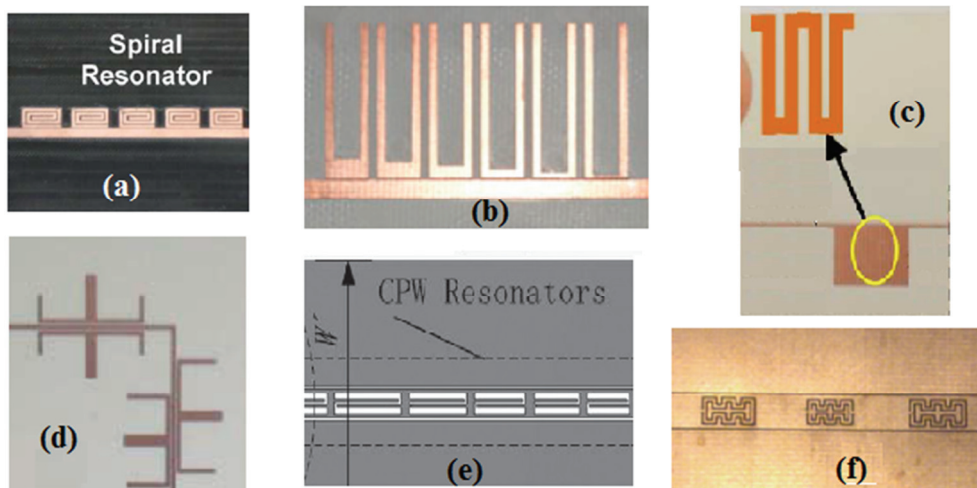 Spiral
Resonator
(a)
(b)
(c)
(d)
CPW Resonators
W
(e)
(f)